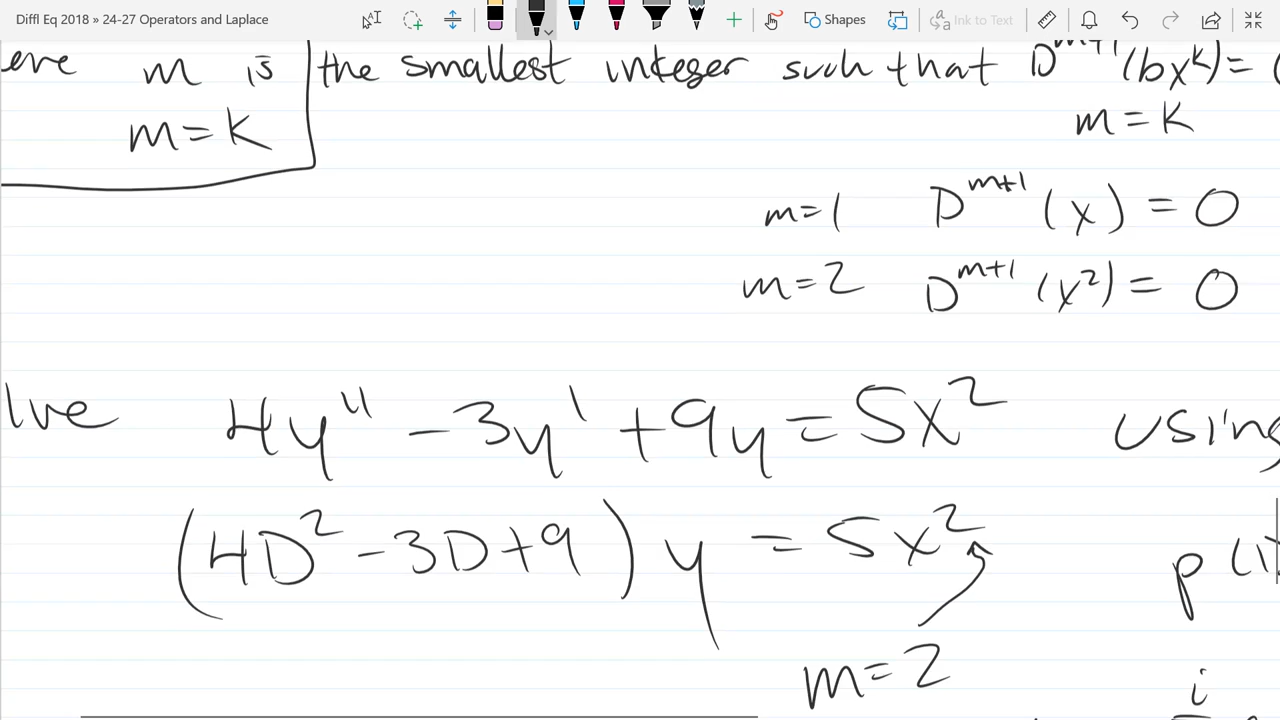 Diffl Eq 2018 » 24-27 Operators and Laplace
Shapes
Ink to Text
ere m is the smallest integer such that D^{m+1}(bx^k)=
m=k
m=k
m=1 D^{m+1}(x)=0
m=2 D^{m+1}(x^2)=0
lve 4y'' -3y' +9y=5x^2 using
(4D^2-3D+9)y=5x^2
p(1
m=2
i